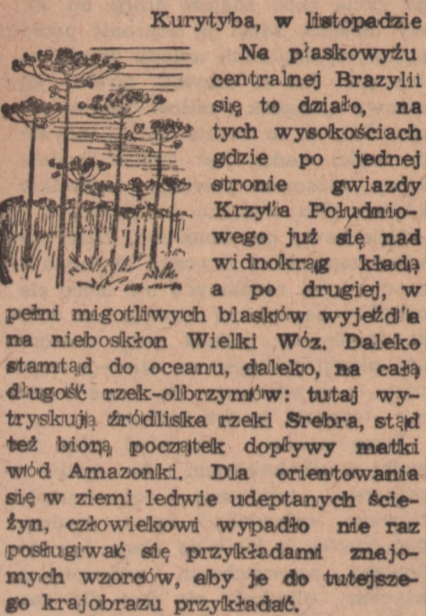 Kurytyba, w listopadzie
Na płaskowyżu
centralnej Brazylii
się to działo, na
tych wysokościach
gdzie po jednej
stronie gwiazdy
Krzyża Południo-
wego już się nad
widnokrąg kładą
a po drugiej, w
pełni migotliwych blasków wyjeżdża
na nieboskłon Wielki Wóz. Daleko
stamtąd do oceanu, daleko, na całą
długość rzek-olbrzymów: tutaj wy-
tryskują źródliska rzeki Srebra, stąd
też biorą początek dopływy matki
wód Amazonki. Dla orientowania
się w ziemi ledwie udeptanych ście-
żyn, człowiekowi wypadło nie raz
posługiwać się przykładami znajo-
mych wzorców, aby je do tutejsze-
go krajobrazu przykładać.